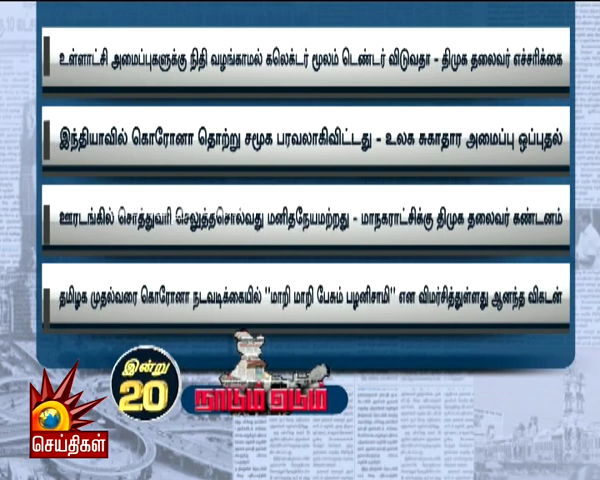 உள்ளாட்சி அமைப்புகளுக்கு நிதி வழங்காமல் கலெக்டர் மூலம் டெண்டர் விடுவதா - திமுக தலைவர் எச்சரிக்கை
இந்தியாவில் கொரோனா தொற்று சமூக பரவலாகிவிட்டது - உலக சுகாதார அமைப்பு ஒப்புதல்
ஊரடங்கில் சொத்துவரி செலுத்தசொல்வது மனிதநேயமற்றது - மாநகராட்சிக்கு திமுக தலைவர் கண்டனம்
தமிழக முதல்வரை கொரோனா நடவடிக்கையில் "மாறி மாறி பேசும் பழனிசாமி" என விமர்சித்துள்ளது ஆனந்த விகடன்
இன்று
20
நாடும் ஏடும்
செய்திகள்